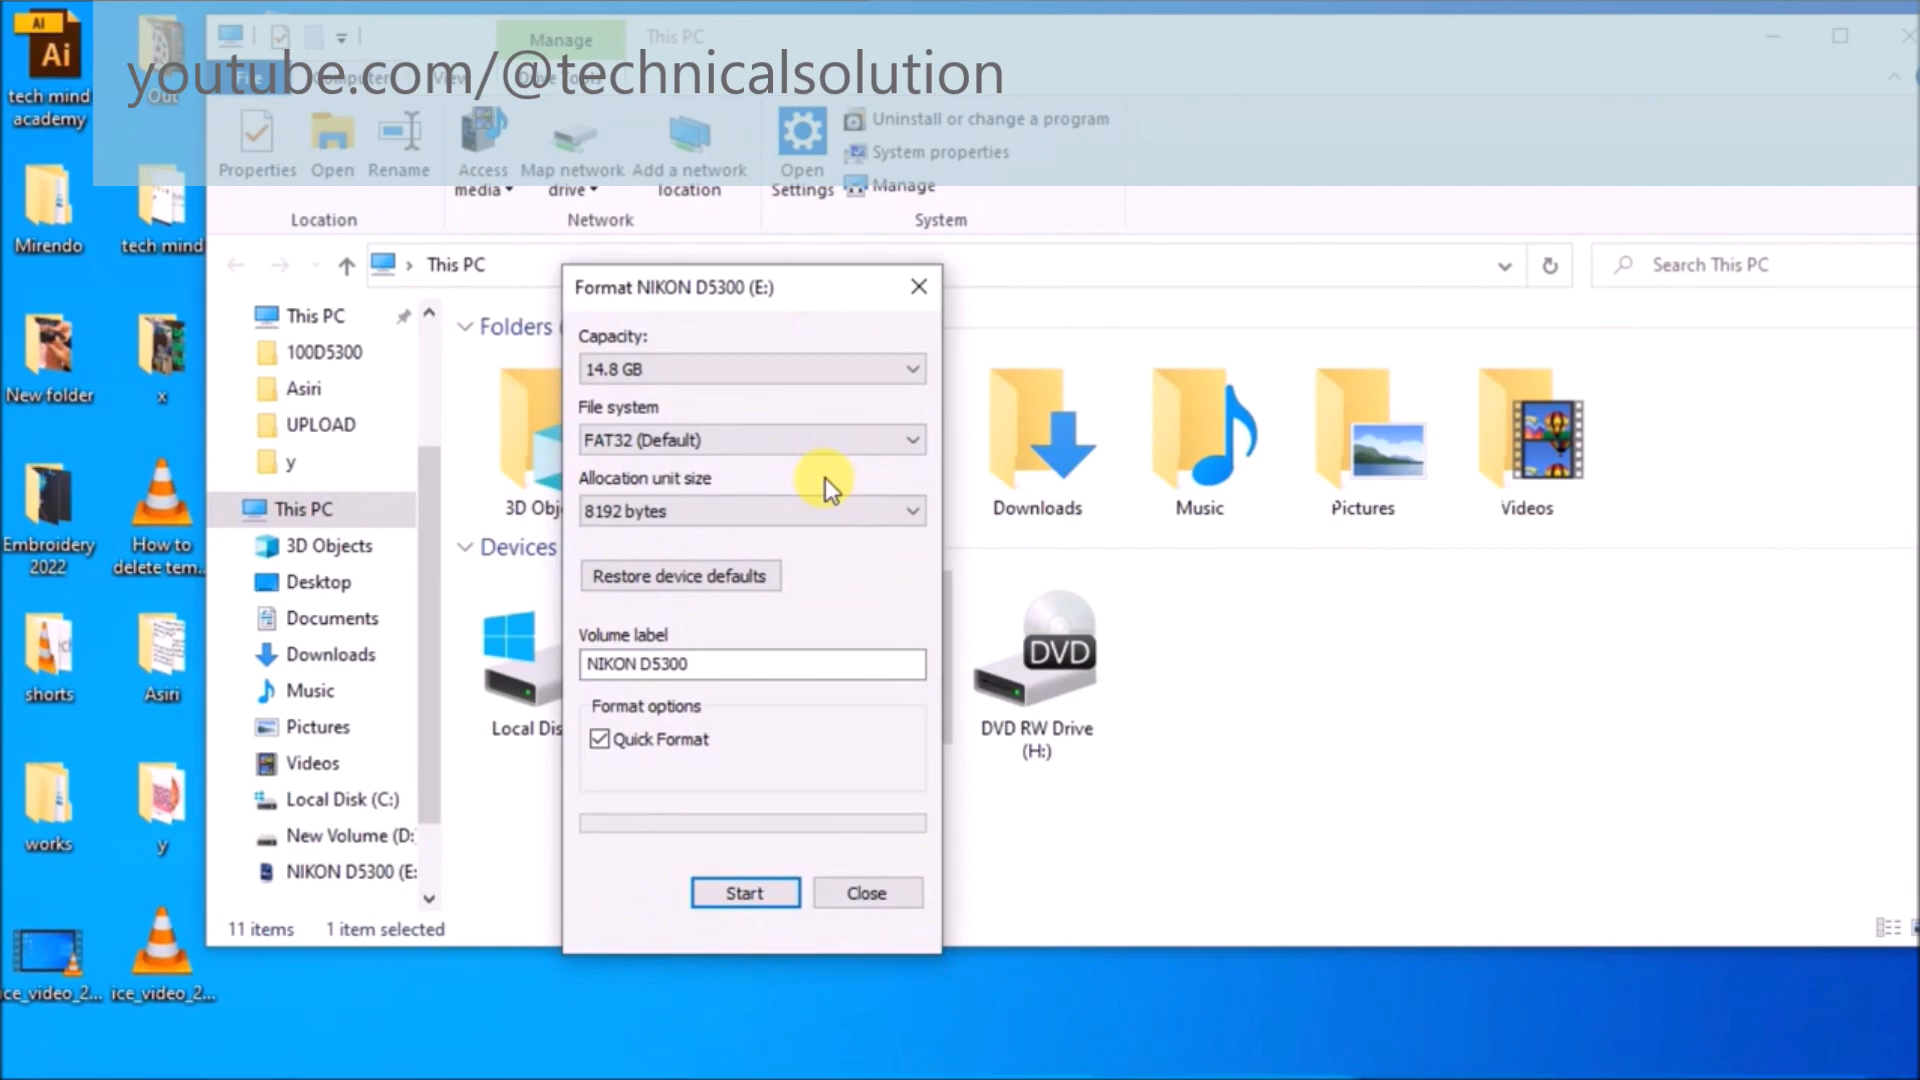 youtube.com/@technicalsolution
Manage
This PC
File
Computer
View
Drive Tools
Properties
Open
Rename
Access media
Map network drive
Add a network location
Open Settings
Uninstall or change a program
System properties
Manage
Location
Network
System
This PC
Search This PC
Ai
tech mind
academy
Out
Mirendo
tech mind
New folder
x
Embroidery
2022
How to
delete tem...
shorts
Asiri
works
y
ice_video_2...
ice_video_2...
This PC
100D5300
Asiri
UPLOAD
y
This PC
3D Objects
Desktop
Documents
Downloads
Music
Pictures
Videos
Local Disk (C:)
New Volume (D:
NIKON D5300 (E:
11 items
1 item selected
Folders (
3D Obj
Downloads
Music
Pictures
Videos
Devices
Local Dis
DVD
DVD RW Drive
(H:)
Format NIKON D5300 (E:)
Capacity:
14.8 GB
File system
FAT32 (Default)
Allocation unit size
8192 bytes
Restore device defaults
Volume label
NIKON D5300
Format options
Quick Format
Start
Close